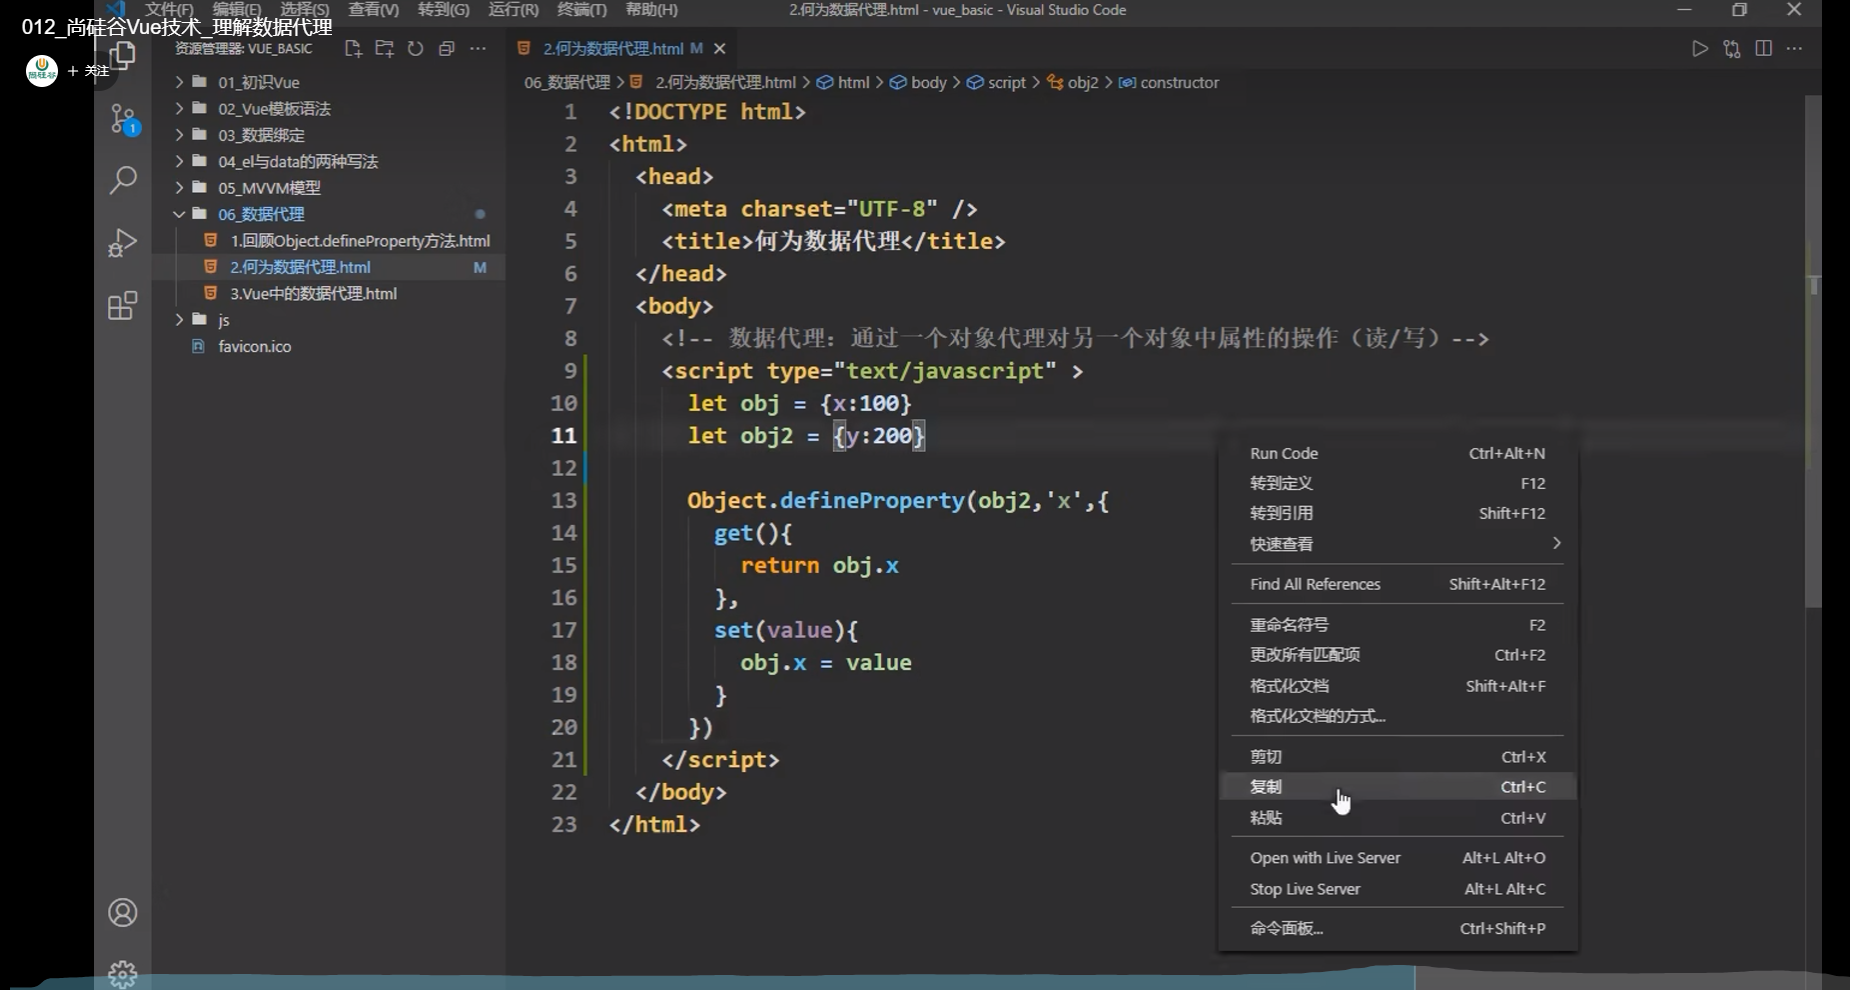 文件(F) 编辑(E) 选择(S) 查看(V) 转到(G) 运行(R) 终端(T) 帮助(H) 2.何为数据代理.html - vue_basic - Visual Studio Code
012_尚硅谷Vue技术_理解数据代理
资源管理器: VUE_BASIC
+ 关注
尚硅谷
1
01_初识Vue
02_Vue模板语法
03_数据绑定
04_el与data的两种写法
05_MVVM模型
06_数据代理
1.回顾Object.defineProperty方法.html
2.何为数据代理.html M
3.Vue中的数据代理.html
js
favicon.ico
2.何为数据代理.html M
06_数据代理 > 2.何为数据代理.html > html > body > script > obj2 > constructor
1 <!DOCTYPE html>
2 <html>
3 <head>
4 <meta charset="UTF-8" />
5 <title>何为数据代理</title>
6 </head>
7 <body>
8 <!-- 数据代理：通过一个对象代理对另一个对象中属性的操作（读/写）-->
9 <script type="text/javascript" >
10 let obj = {x:100}
11 let obj2 = {y:200}
12
13 Object.defineProperty(obj2,'x',{
14 get(){
15 return obj.x
16 },
17 set(value){
18 obj.x = value
19 }
20 })
21 </script>
22 </body>
23 </html>
Run Code Ctrl+Alt+N
转到定义 F12
转到引用 Shift+F12
快速查看
Find All References Shift+Alt+F12
重命名符号 F2
更改所有匹配项 Ctrl+F2
格式化文档 Shift+Alt+F
格式化文档的方式...
剪切 Ctrl+X
复制 Ctrl+C
粘贴 Ctrl+V
Open with Live Server Alt+L Alt+O
Stop Live Server Alt+L Alt+C
命令面板... Ctrl+Shift+P